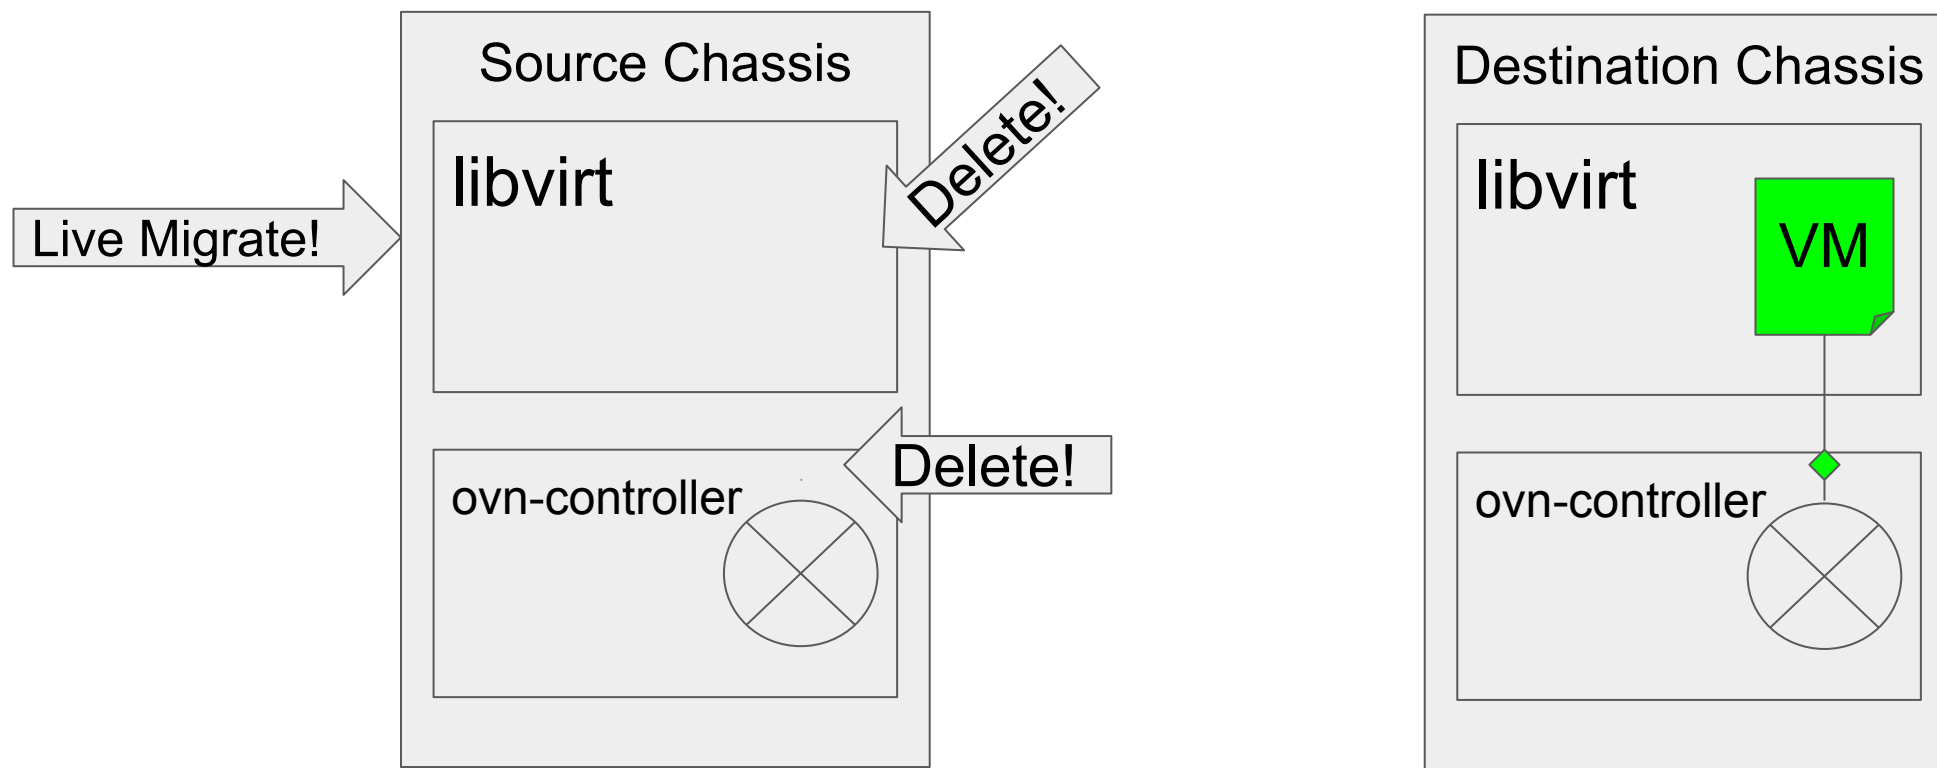 Source Chassis
libvirt
Delete!
Live Migrate!
ovn-controller
Delete!
Destination Chassis
libvirt
VM
ovn-controller